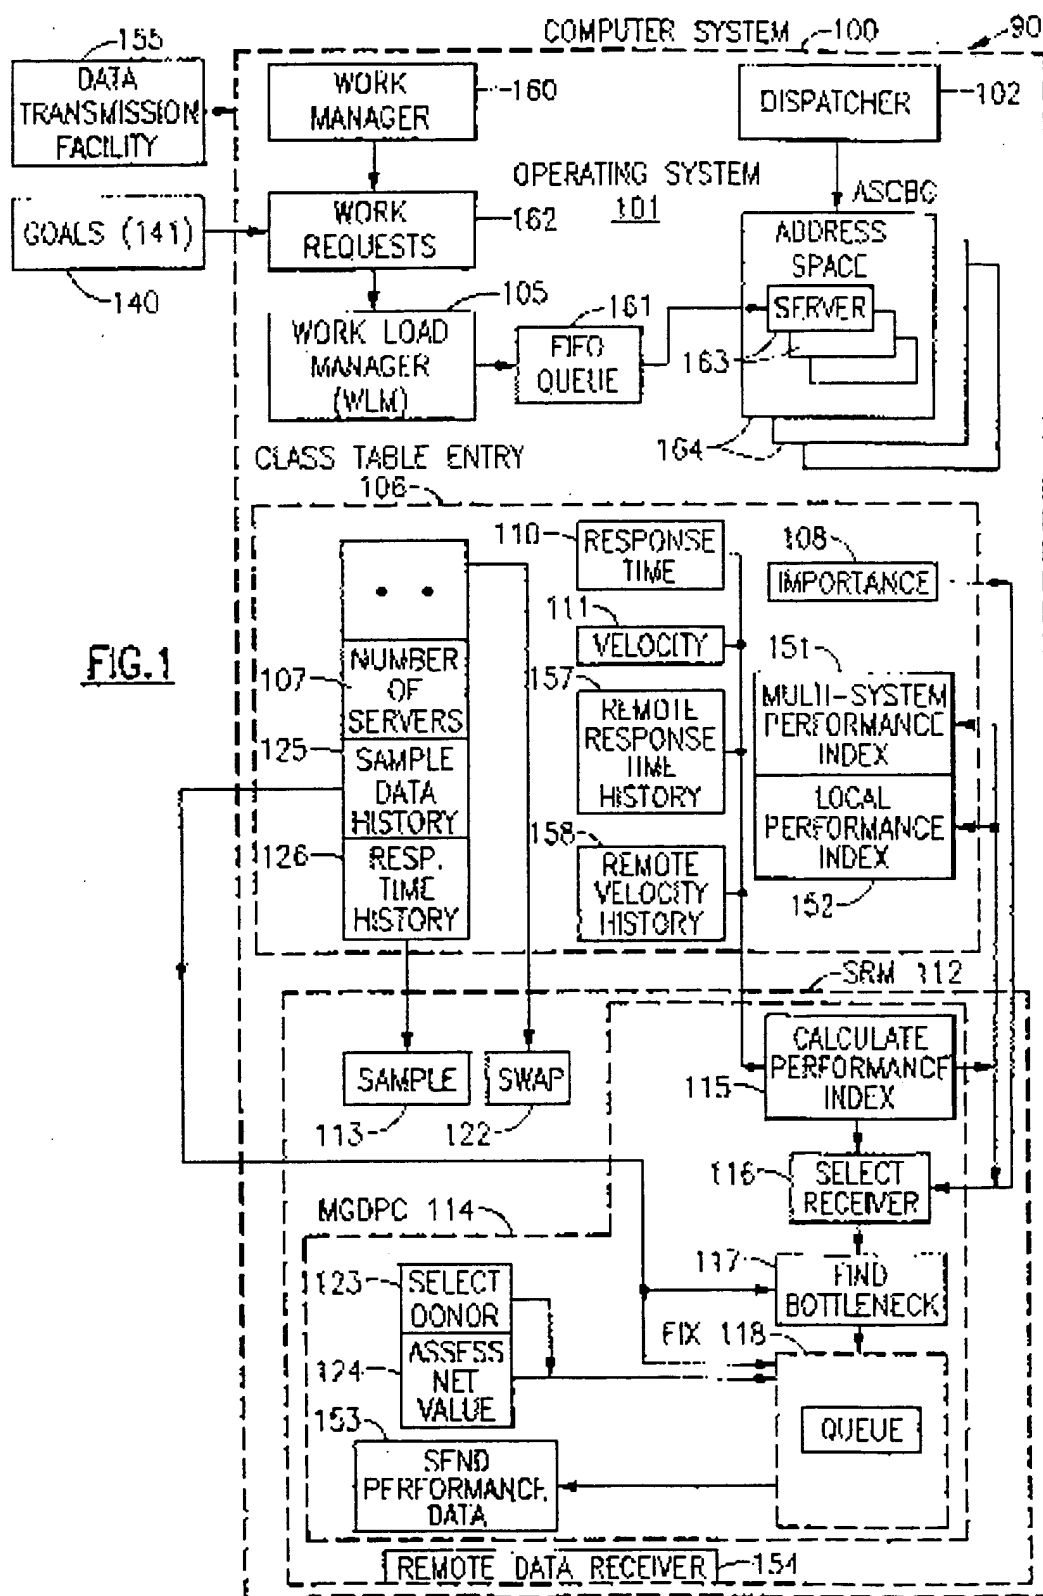 COMPUTER SYSTEM
100
90
155
DATA
TRANSMISSION
FACILITY
WORK
MANAGER
160
DISPATCHER
102
OPERATING SYSTEM
101
ASCBG
GOALS (141)
140
WORK
REQUESTS
162
ADDRESS
SPACE
SERVER
163
164
105
WORK LOAD
MANAGER
(WLM)
161
FIFO
QUEUE
CLASS TABLE ENTRY
106
FIG.1
107
NUMBER
OF
SERVERS
125
SAMPLE
DATA
HISTORY
126
RESP.
TIME
HISTORY
110
RESPONSE
TIME
111
VELOCITY
157
REMOTE
RESPONSE
TIME
HISTORY
158
REMOTE
VELOCITY
HISTORY
108
IMPORTANCE
151
MULTI-SYSTEM
PERFORMANCE
INDEX
LOCAL
PERFORMANCE
INDEX
152
SRM 112
SAMPLE
113
SWAP
122
CALCULATE
PERFORMANCE
INDEX
115
116
SELECT
RECEIVER
MGDPC 114
117
FIND
BOTTLENECK
FIX 118
123
SELECT
DONOR
124
ASSESS
NET
VALUE
QUEUE
153
SEND
PERFORMANCE
DATA
REMOTE DATA RECEIVER
154